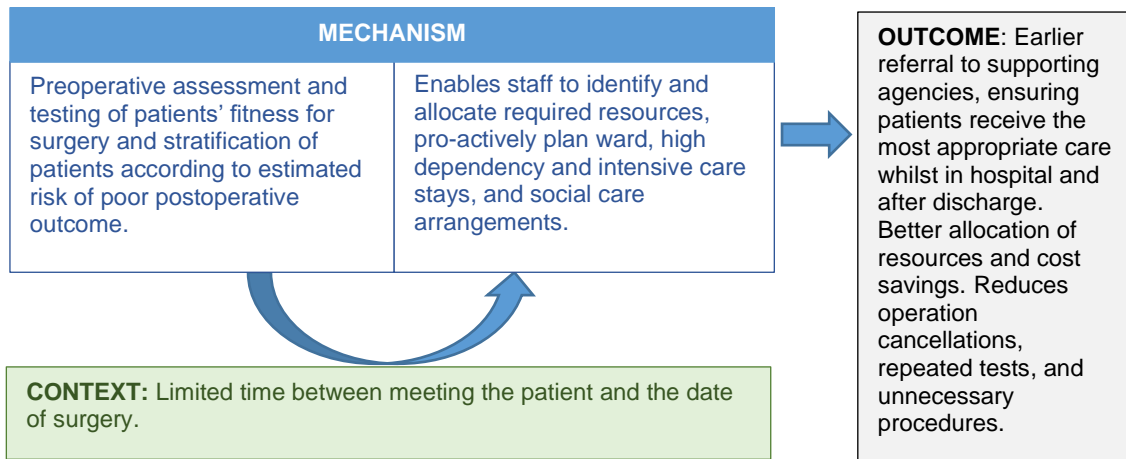 MECHANISM
Preoperative assessment and
testing of patients’ fitness for
surgery and stratification of
patients according to estimated
risk of poor postoperative
outcome.
Enables staff to identify and
allocate required resources,
pro-actively plan ward, high
dependency and intensive care
stays, and social care
arrangements.
CONTEXT: Limited time between meeting the patient and the date
of surgery.
OUTCOME: Earlier
referral to supporting
agencies, ensuring
patients receive the
most appropriate care
whilst in hospital and
after discharge.
Better allocation of
resources and cost
savings. Reduces
operation
cancellations,
repeated tests, and
unnecessary
procedures.